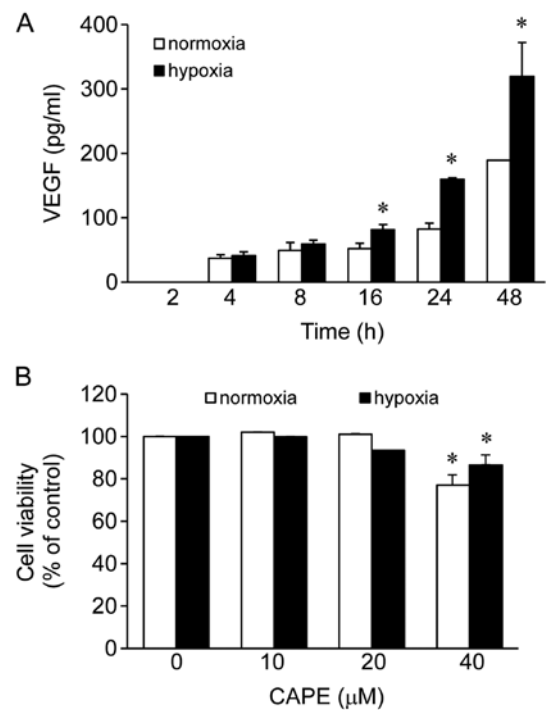 A
normoxia
hypoxia
VEGF (pg/ml)
400
300
200
100
0
* * *
2 4 8 16 24 48
Time (h)
B
normoxia hypoxia
Cell viability
(% of control)
120
100
80
60
40
20
0
* *
0 10 20 40
CAPE (μM)